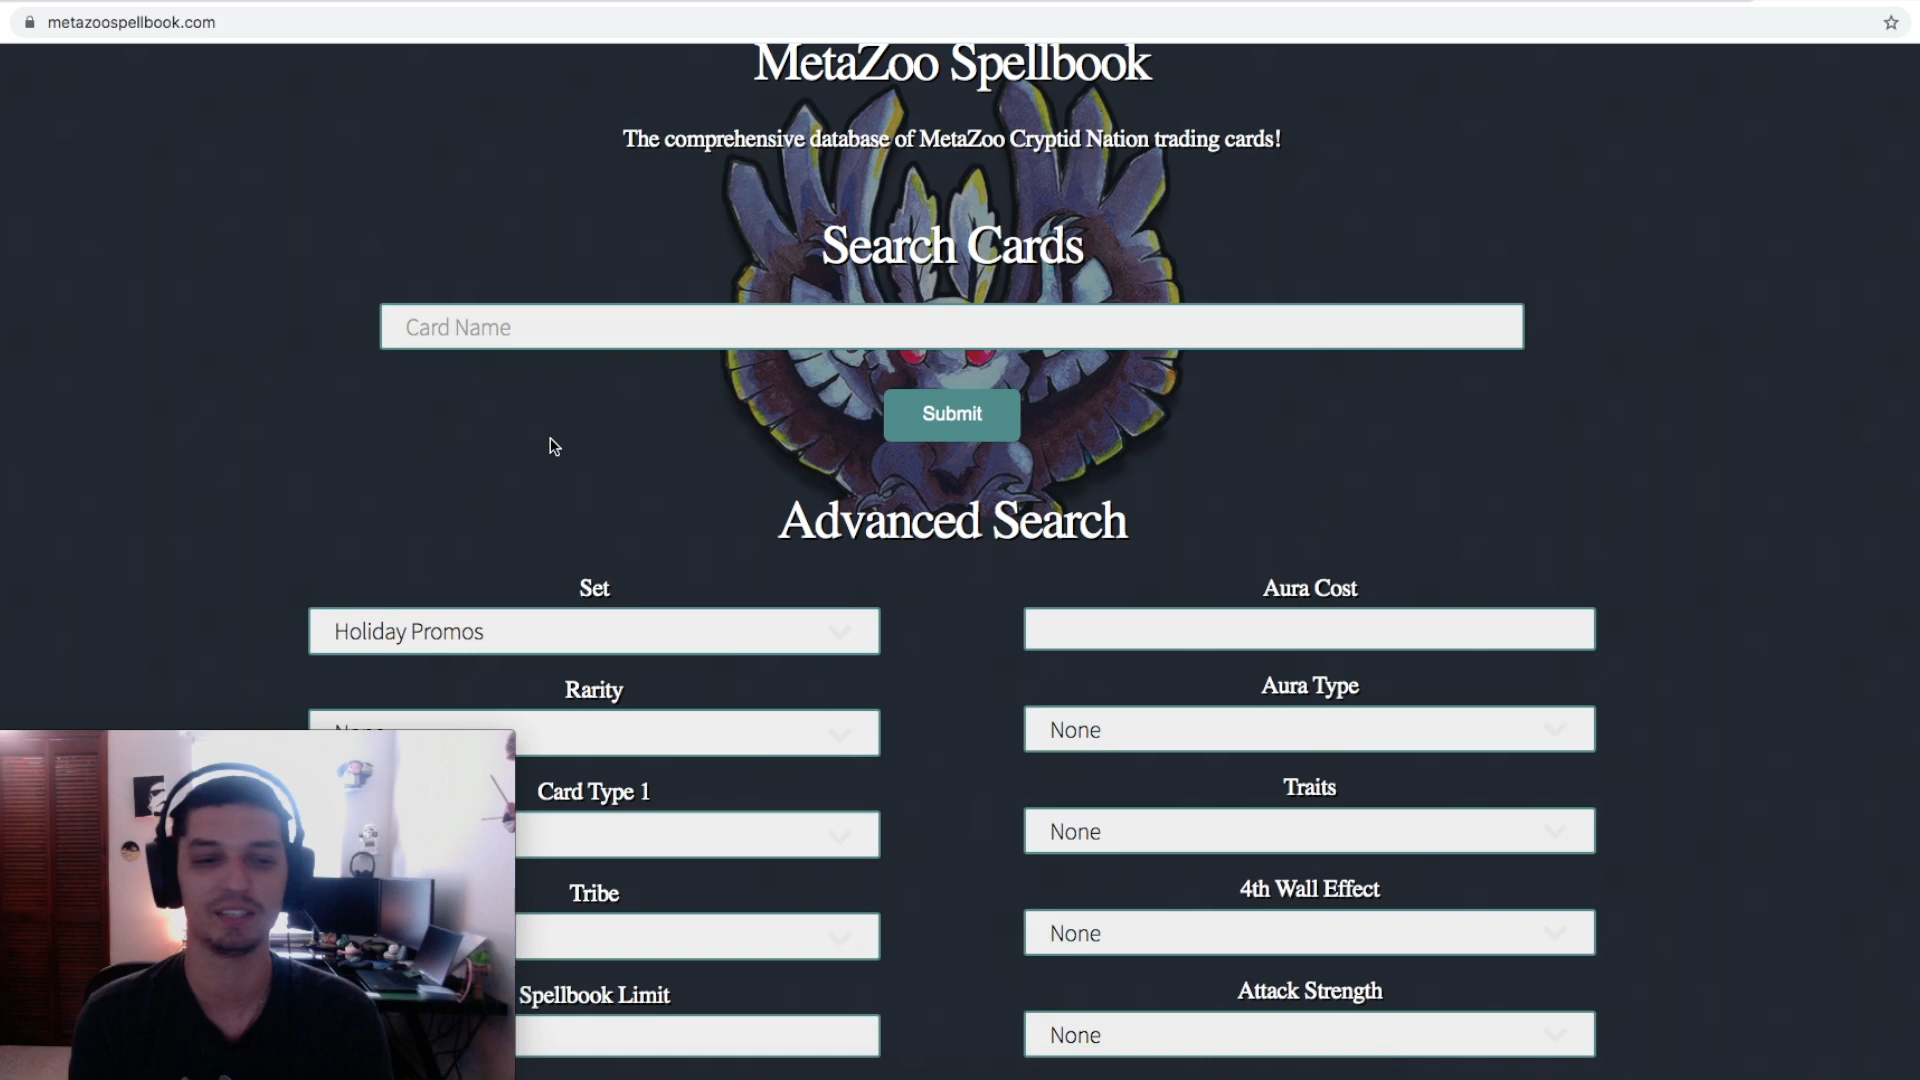 metazoospellbook.com
MetaZoo Spellbook
The comprehensive database of MetaZoo Cryptid Nation trading cards!
Search Cards
Card Name
Submit
Advanced Search
Set
Holiday Promos
Rarity
Card Type 1
Tribe
Spellbook Limit
Aura Cost
Aura Type
None
Traits
None
4th Wall Effect
None
Attack Strength
None